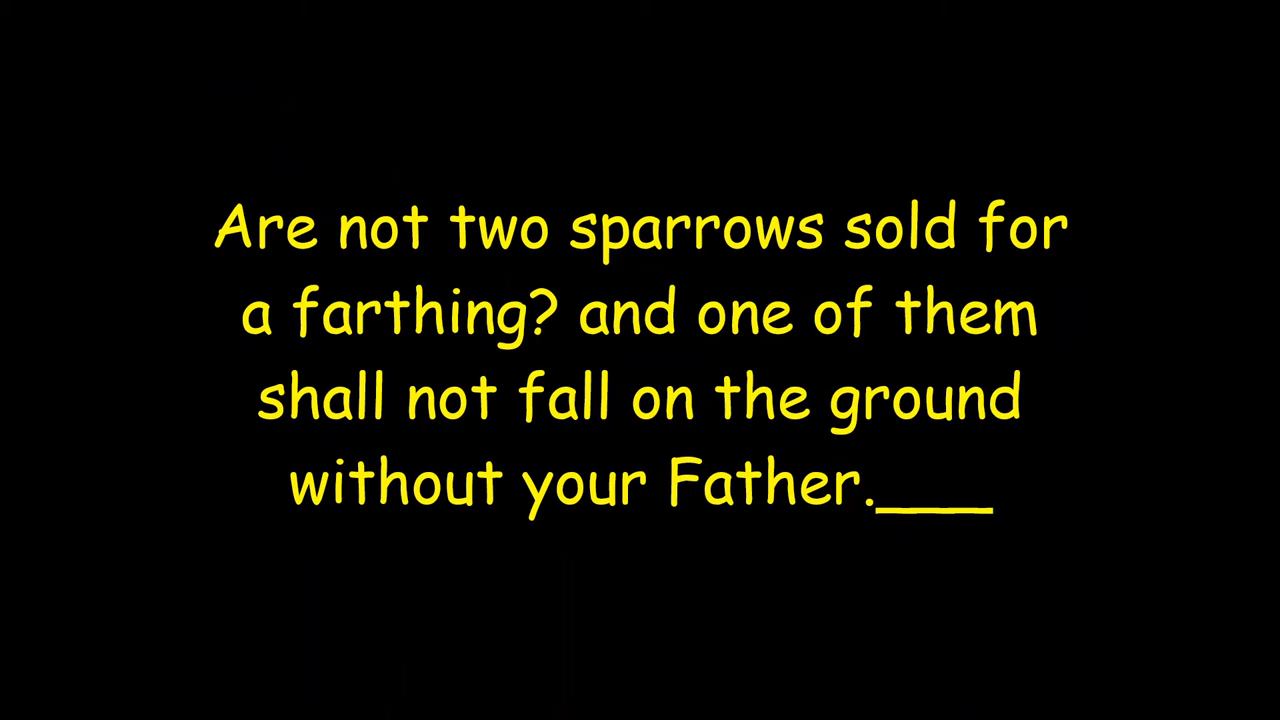 Are not two sparrows sold for
a farthing? and one of them
shall not fall on the ground
without your Father.___